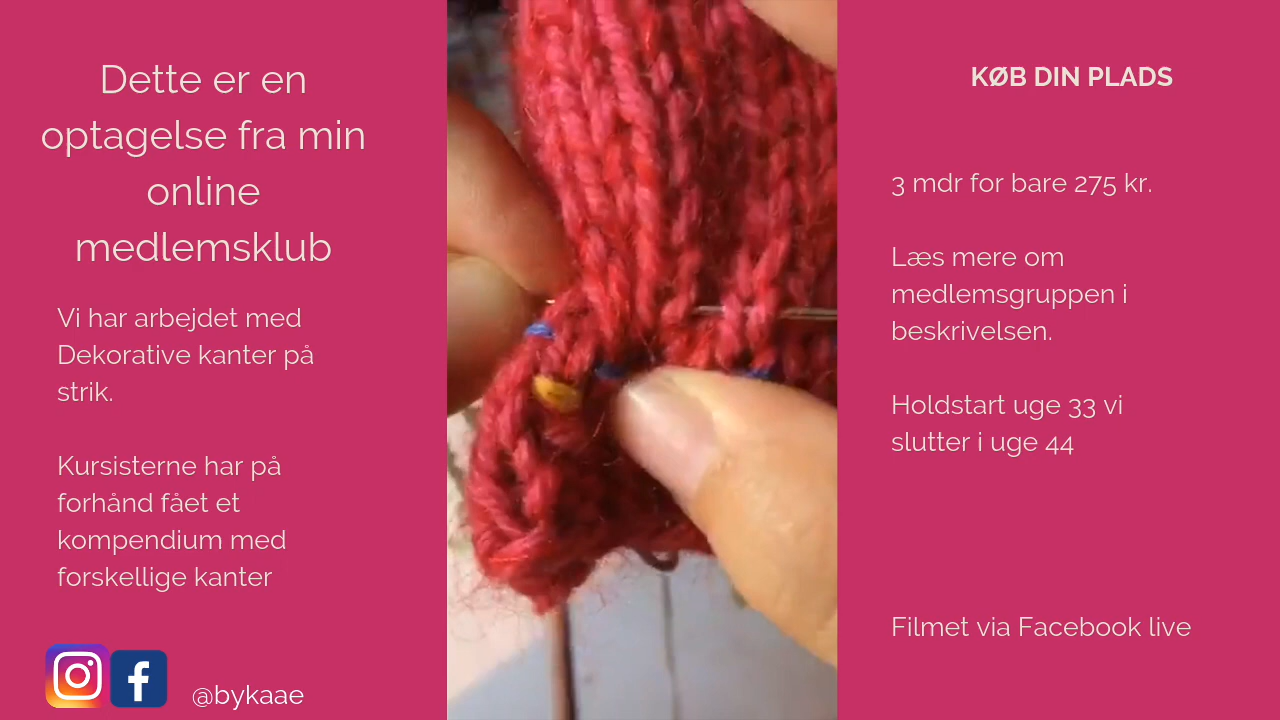 Dette er en
optagelse fra min
online
medlemsklub
Vi har arbejdet med
Dekorative kanter på
strik.
Kursisterne har på
forhånd fået et
kompendium med
forskellige kanter
@bykaae
KØB DIN PLADS
3 mdr for bare 275 kr.
Læs mere om
medlemsgruppen i
beskrivelsen.
Holdstart uge 33 vi
slutter i uge 44
Filmet via Facebook live